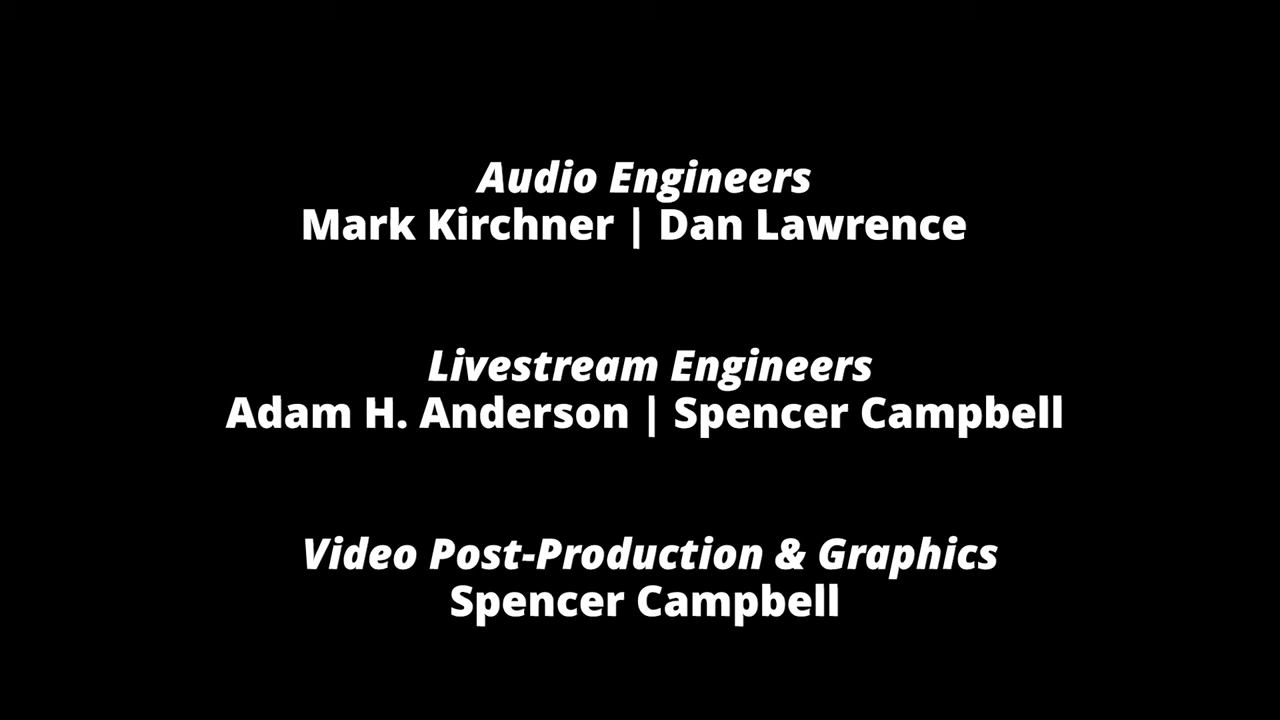 Audio Engineers
Mark Kirchner | Dan Lawrence
Livestream Engineers
Adam H. Anderson | Spencer Campbell
Video Post-Production & Graphics
Spencer Campbell